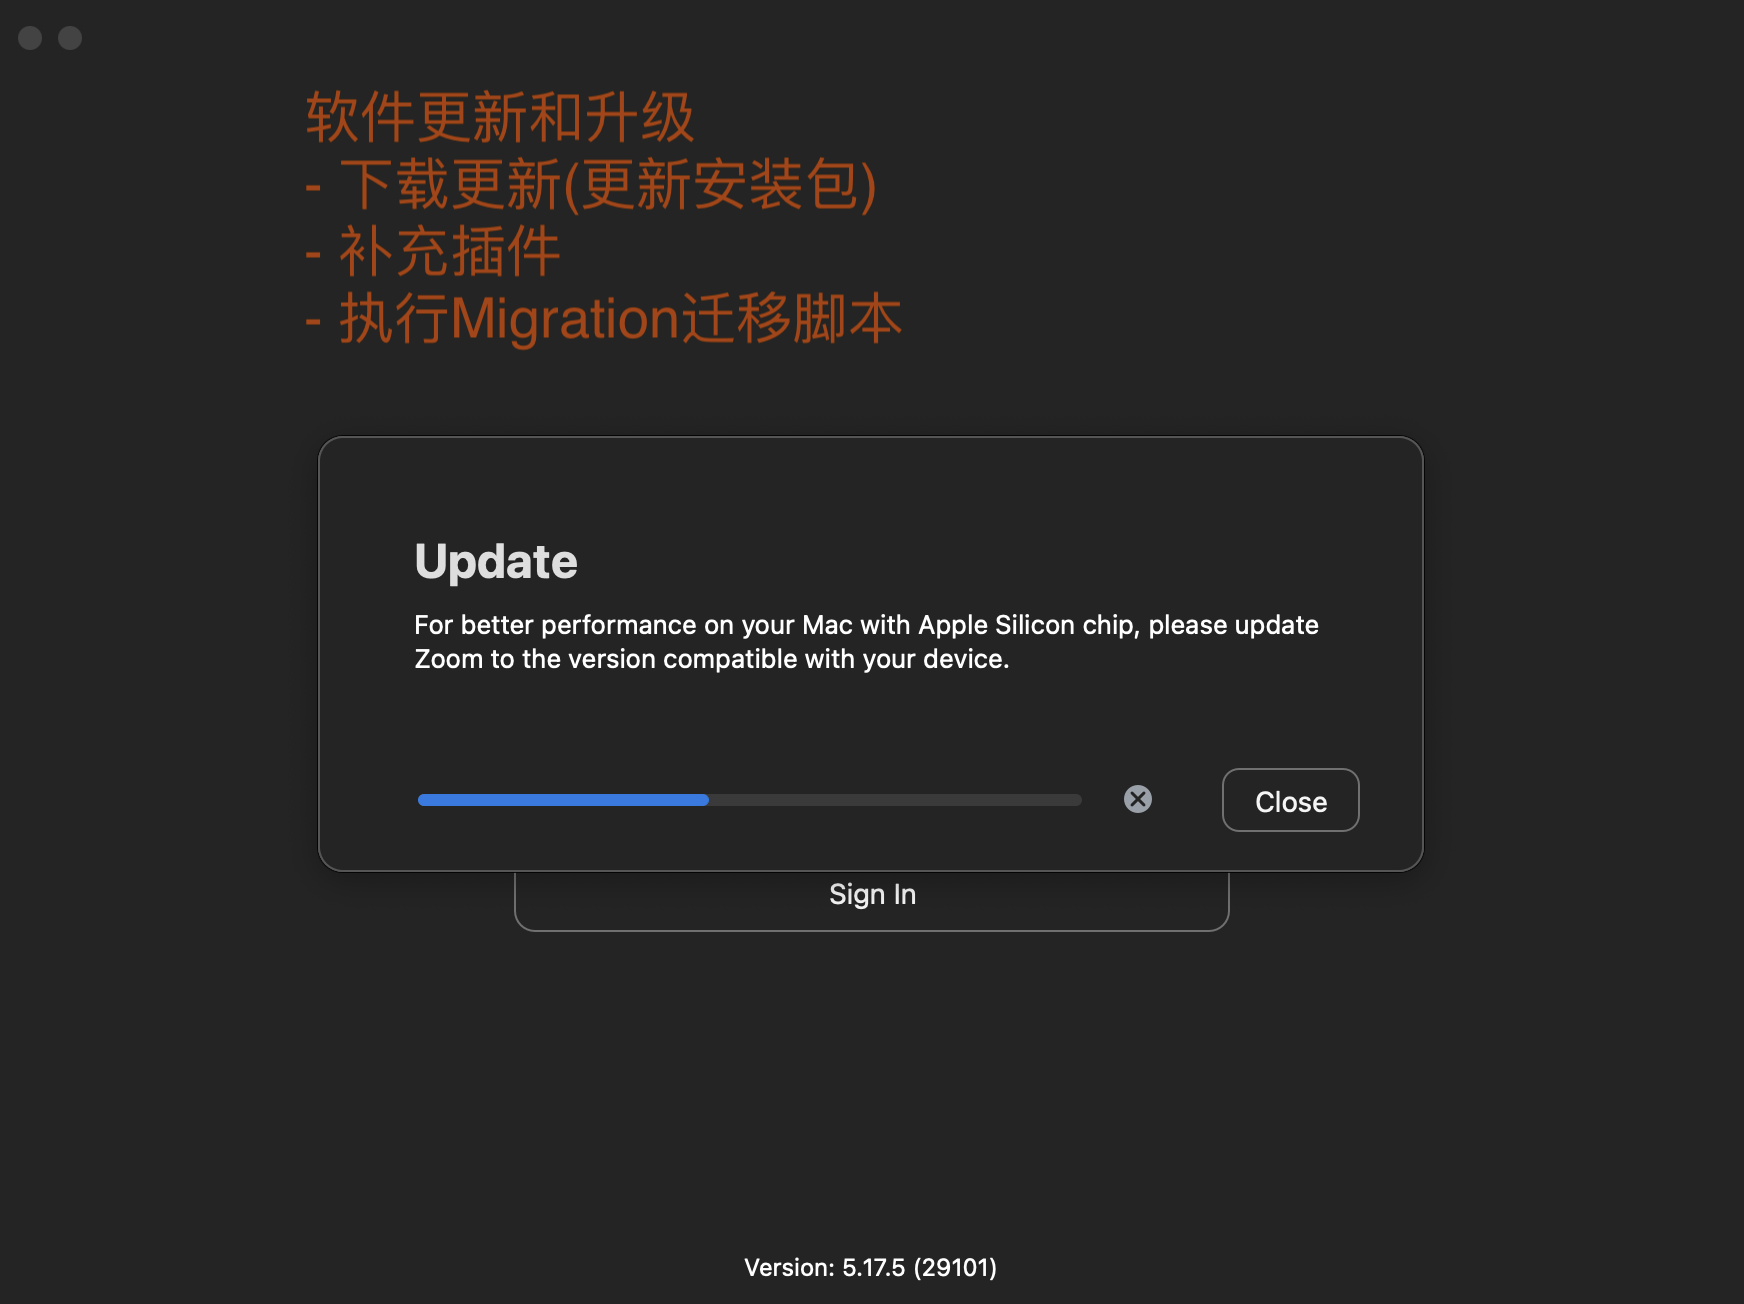 软件更新和升级
- 下载更新(更新安装包)
- 补充插件
- 执行Migration迁移脚本
Update
For better performance on your Mac with Apple Silicon chip, please update
Zoom to the version compatible with your device.
Close
Sign In
Version: 5.17.5 (29101)